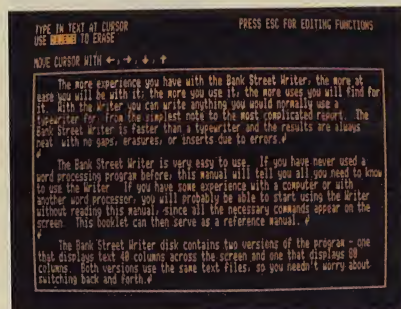 TYPE IN TEXT AT CURSOR PRESS ESC FOR EDITING FUNCTIONS
USE DELETE TO ERASE
MOVE CURSOR WITH ←,→,↓,↑
The more experience you have with the Bank Street Writer, the more at
ease you will be with it; the more you use it, the more uses you will find for
it. With the Writer you can write anything you would normally use a
typewriter for, from the simplest note to the most complicated report. The
Bank Street Writer is faster than a typewriter and the results are always
neat with no gaps, erasures, or inserts due to errors.
The Bank Street Writer is very easy to use. If you have never used a
word processing program before, this manual will tell you all you need to know
to use the Writer. If you have some experience with a computer or with
another word processor, you will probably be able to start using the Writer
without reading this manual, since all the necessary commands appear on the
screen. This booklet can then serve as a reference manual.
The Bank Street Writer disk contains two versions of the program - one
that displays text 40 columns across the screen and one that displays 80
columns. Both versions use the same text files, so you needn't worry about
switching back and forth.